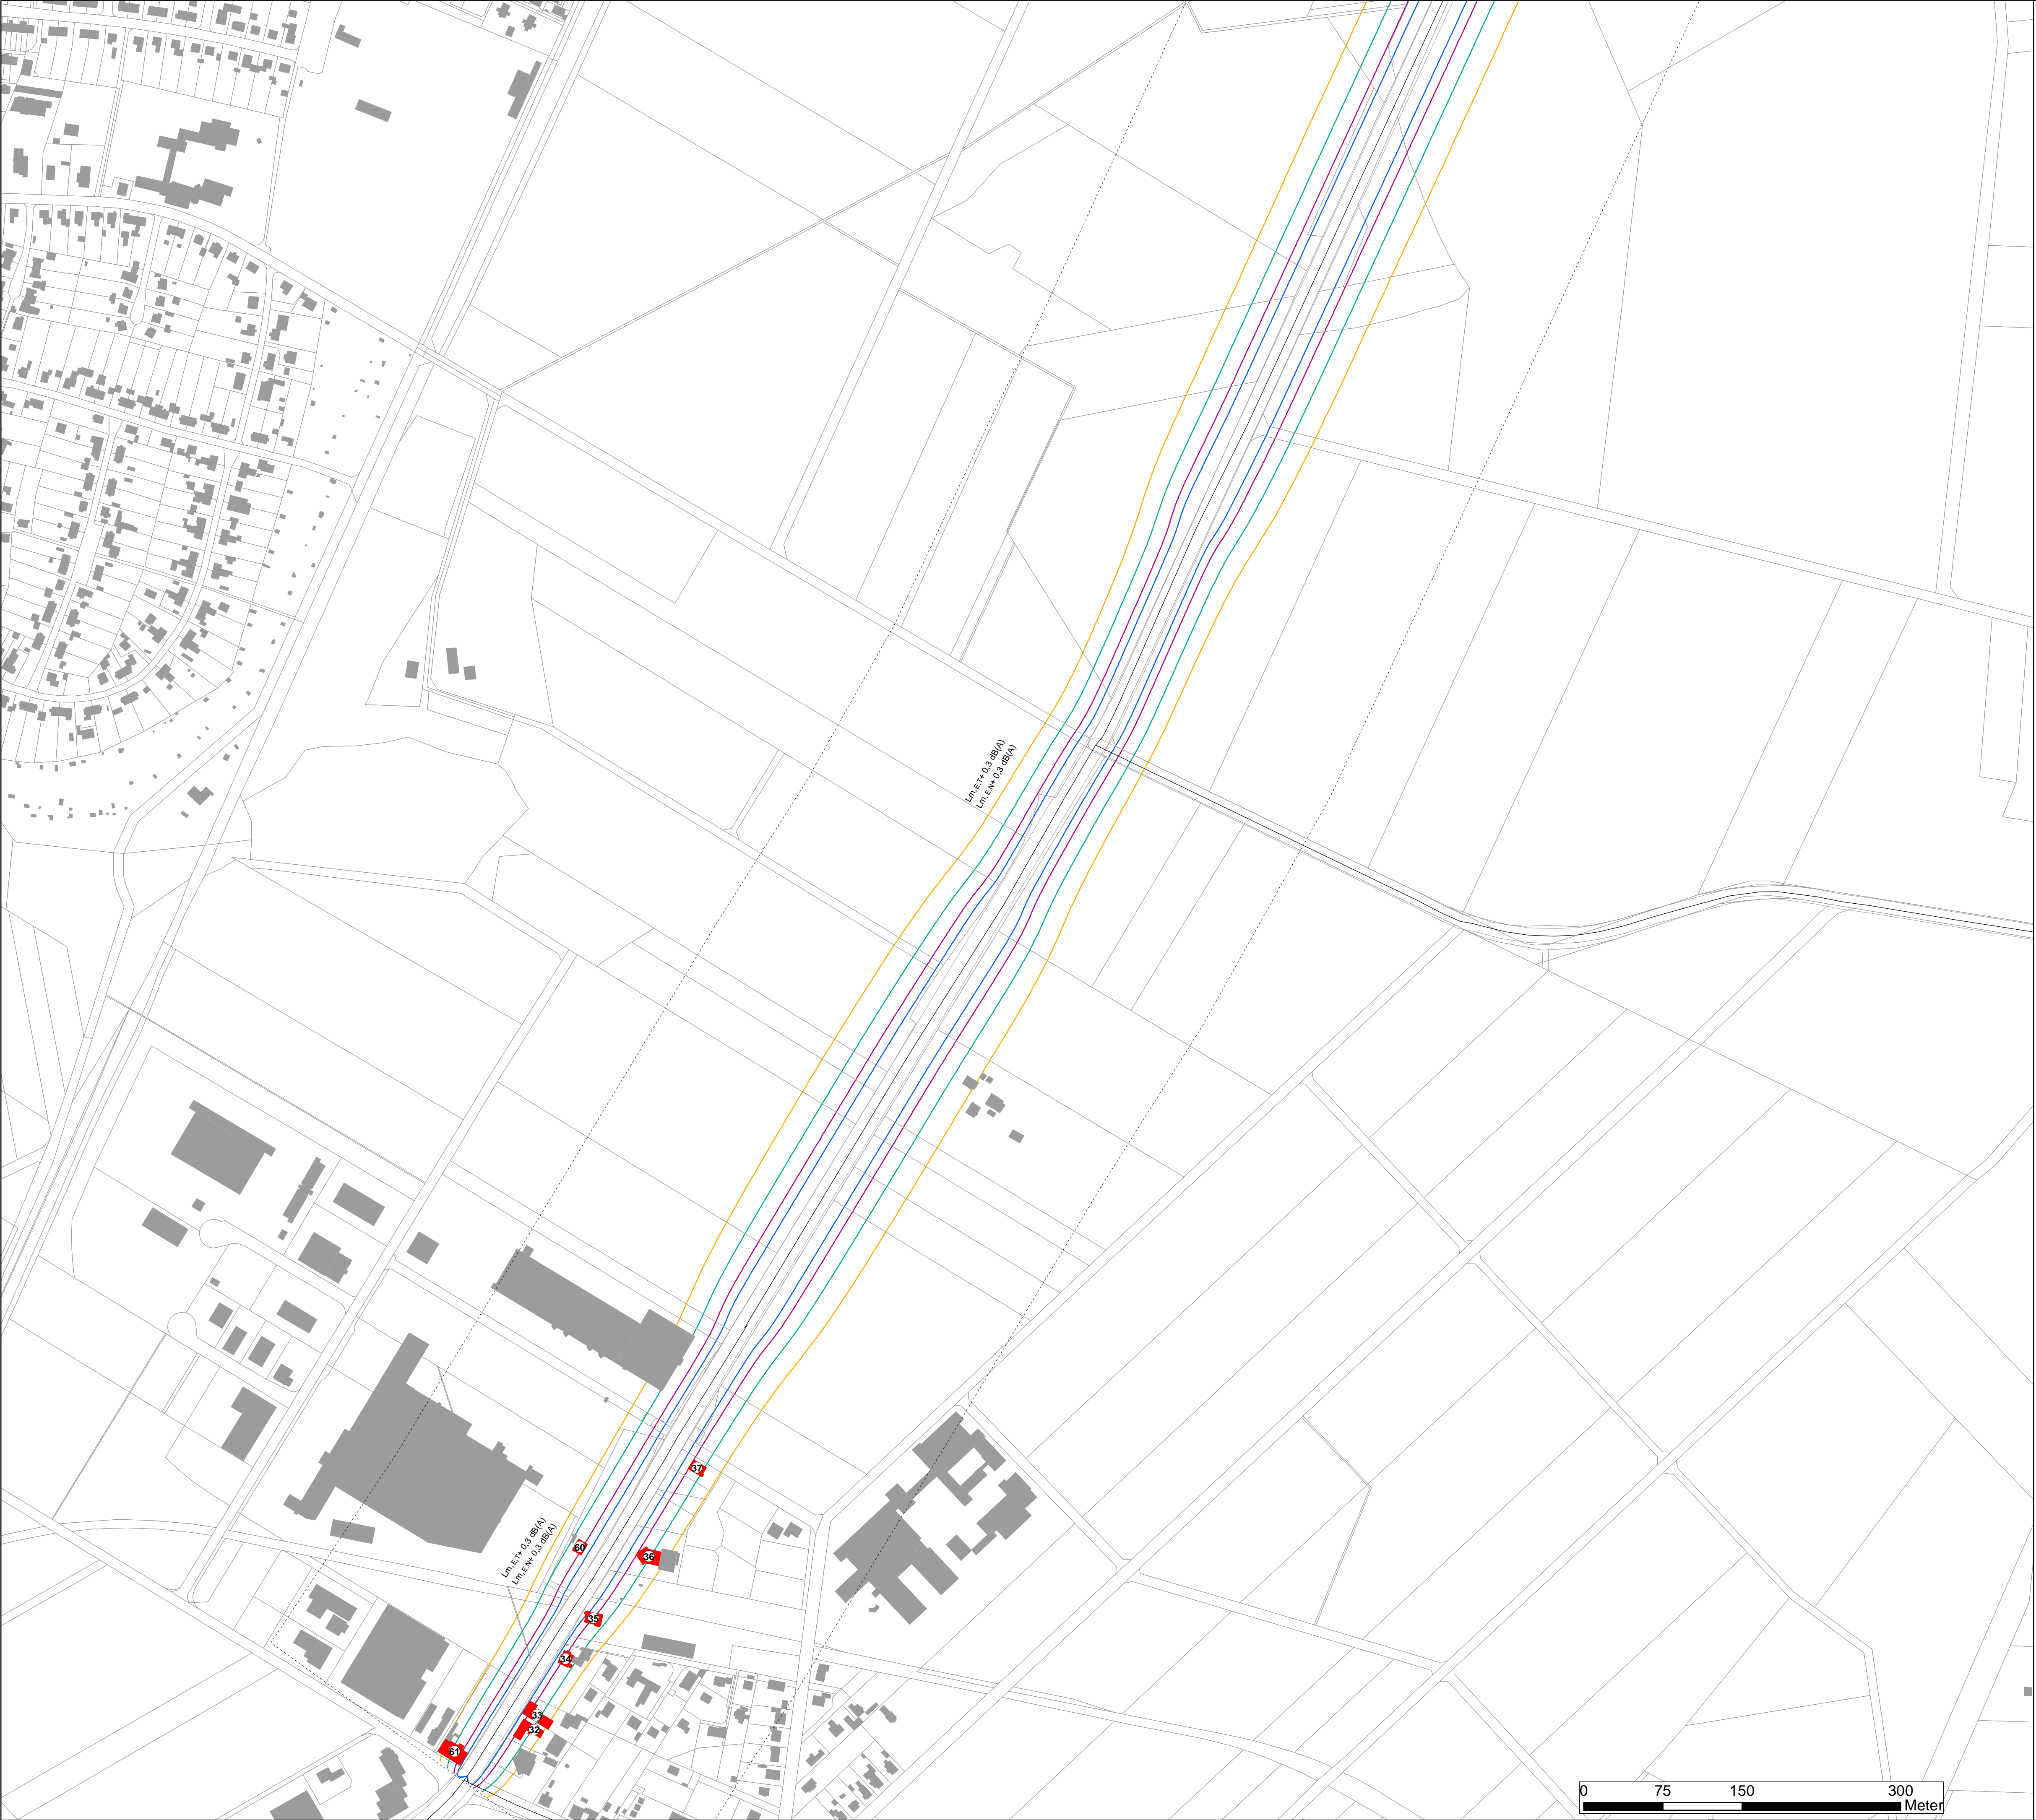 Lm,E,T+ 0,3 dB(A)
Lm,E,N+ 0,3 dB(A)
37
Lm,E,T+ 0,3 dB(A)
Lm,E,N+ 0,3 dB(A)
60
36
35
34
33
32
61
0 75 150 300
Meter